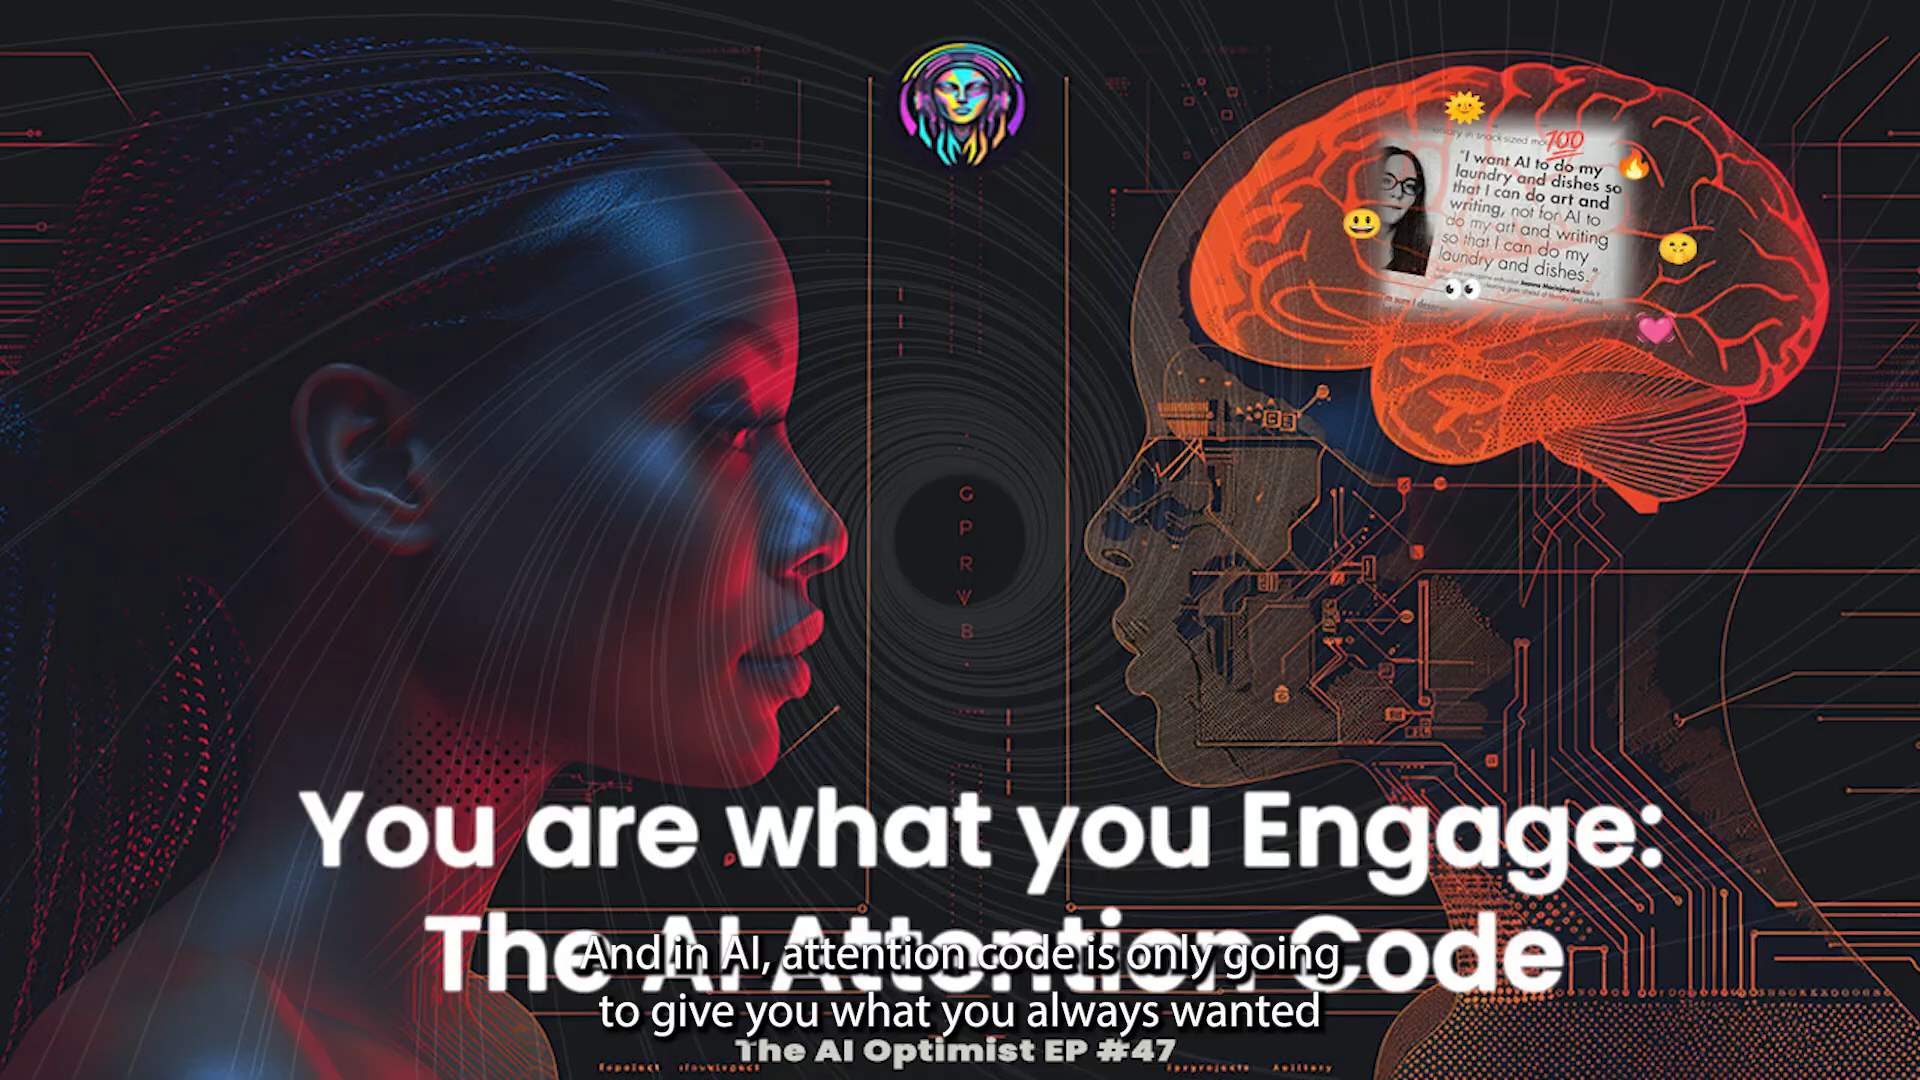 100
"I want AI to do my
laundry and dishes so
that I can do art and
writing, not for AI to
do my art and writing
so that I can do my
laundry and dishes."
G
P
R
W
B
You are what you Engage:
The AI Attention Code
And in AI, attention code is only going
to give you what you always wanted
The AI Optimist EP #47